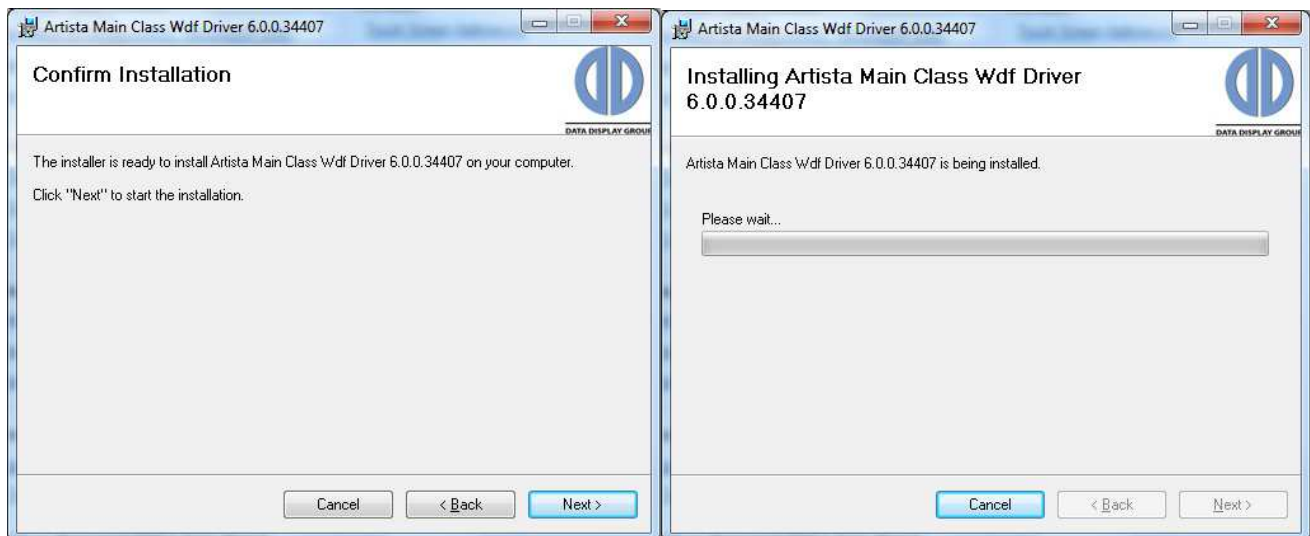 Artista Main Class Wdf Driver 6.0.0.34407
Confirm Installation
DATA DISPLAY GROUP
The installer is ready to install Artista Main Class Wdf Driver 6.0.0.34407 on your computer.
Click "Next" to start the installation.
Cancel
< Back
Next >
Artista Main Class Wdf Driver 6.0.0.34407
Installing Artista Main Class Wdf Driver
6.0.0.34407
DATA DISPLAY GROUP
Artista Main Class Wdf Driver 6.0.0.34407 is being installed.
Please wait...
Cancel
< Back
Next >